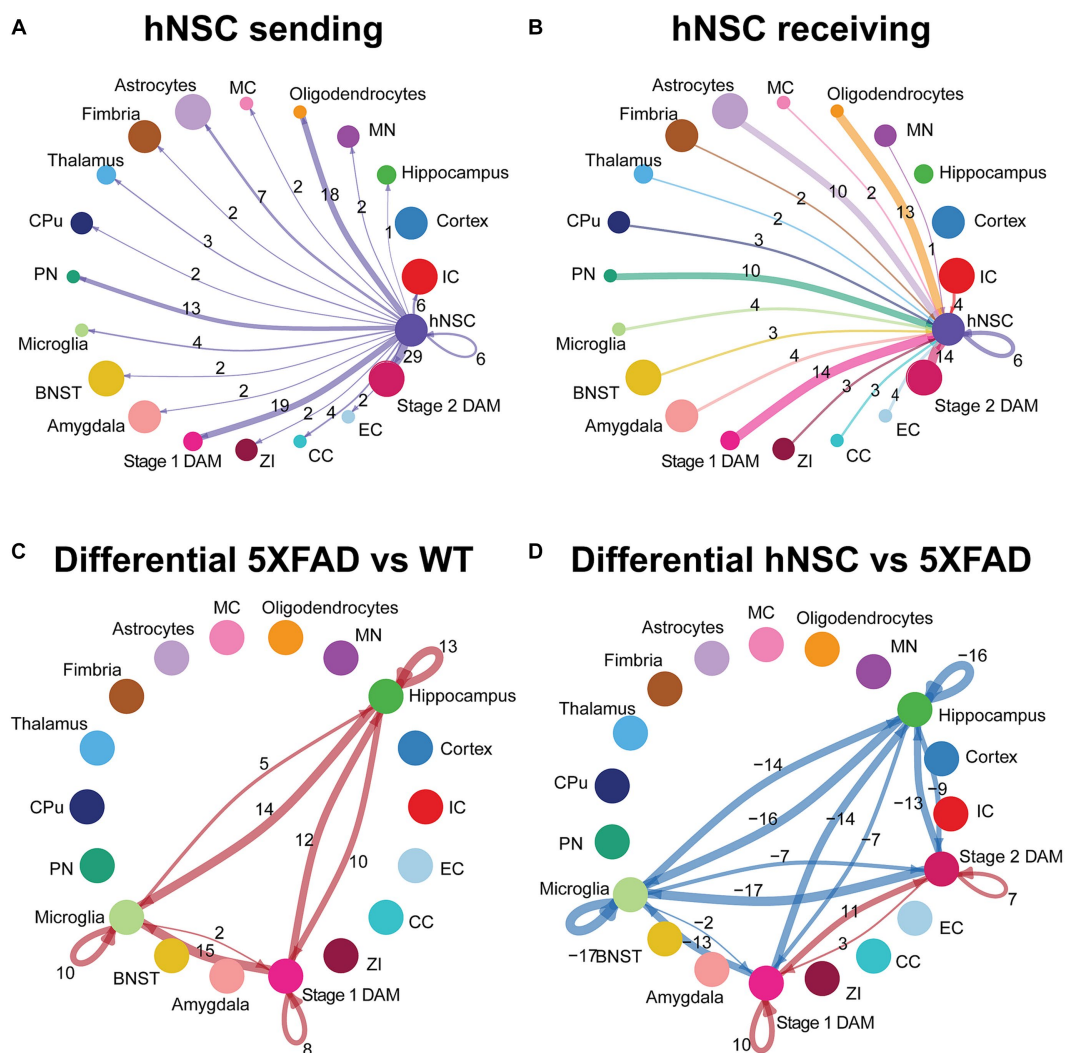 A
hNSC sending
Astrocytes
MC
Oligodendrocytes
Fimbria
MN
Thalamus
Hippocampus
CPu
Cortex
PN
IC
hNSC
Microglia
BNST
Stage 2 DAM
Amygdala
EC
Stage 1 DAM
ZI
CC
7
2
18
2
2
1
3
2
6
13
4
29
6
2
2
19
2
4
2
B
hNSC receiving
Astrocytes
MC
Oligodendrocytes
Fimbria
MN
Thalamus
Hippocampus
CPu
Cortex
PN
IC
hNSC
Microglia
BNST
Stage 2 DAM
Amygdala
EC
Stage 1 DAM
ZI
CC
10
2
13
2
2
1
3
10
4
4
3
14
6
4
14
3
3
4
C
Differential 5XFAD vs WT
MC
Oligodendrocytes
Astrocytes
MN
13
Fimbria
Hippocampus
Thalamus
Cortex
5
CPu
14
IC
12
10
PN
EC
Microglia
CC
2
15
10
BNST
ZI
Amygdala
Stage 1 DAM
8
D
Differential hNSC vs 5XFAD
MC
Oligodendrocytes
Astrocytes
MN
−16
Fimbria
Thalamus
Hippocampus
Cortex
−14
CPu
−9
−13
−16
−14
IC
−7
PN
−7
Stage 2 DAM
Microglia
−17
7
11
EC
−2
−13
3
−17
BNST
CC
Amygdala
ZI
Stage 1 DAM
10